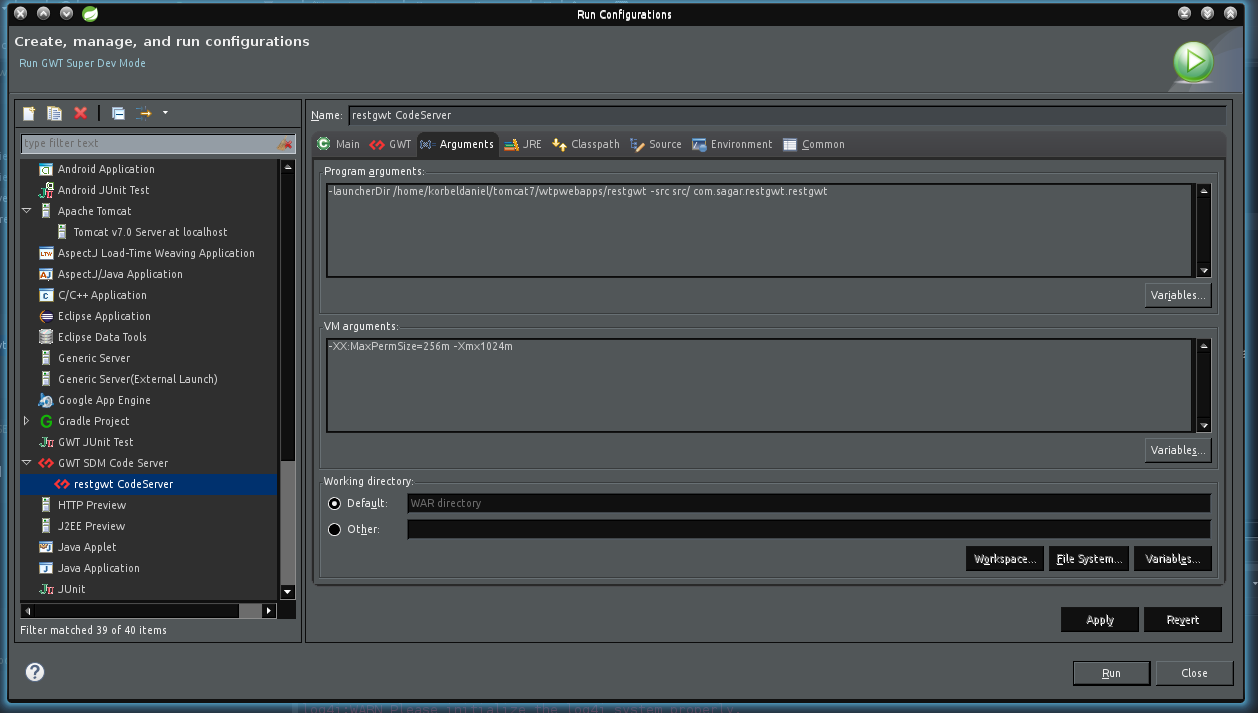 Run Configurations
Create, manage, and run configurations
Run GWT Super Dev Mode
type filter text
Android Application
Android JUnit Test
Apache Tomcat
Tomcat v7.0 Server at localhost
AspectJ Load-Time Weaving Application
AspectJ/Java Application
C/C++ Application
Eclipse Application
Eclipse Data Tools
Generic Server
Generic Server(External Launch)
Google App Engine
Gradle Project
GWT JUnit Test
GWT SDM Code Server
restgwt CodeServer
HTTP Preview
J2EE Preview
Java Applet
Java Application
JUnit
Filter matched 39 of 40 items
Name: restgwt CodeServer
Main GWT Arguments JRE Classpath Source Environment Common
Program arguments:
-launcherDir /home/korbeldaniel/tomcat7/wtpwebapps/restgwt -src src/ com.sagar.restgwt.restgwt
Variables...
VM arguments:
-XX:MaxPermSize=256m -Xmx1024m
Variables...
Working directory:
Default: WAR directory
Other:
Workspace... File System... Variables...
Apply Revert
Run Close
log4j:WARN Please initialize the log4j system properly.